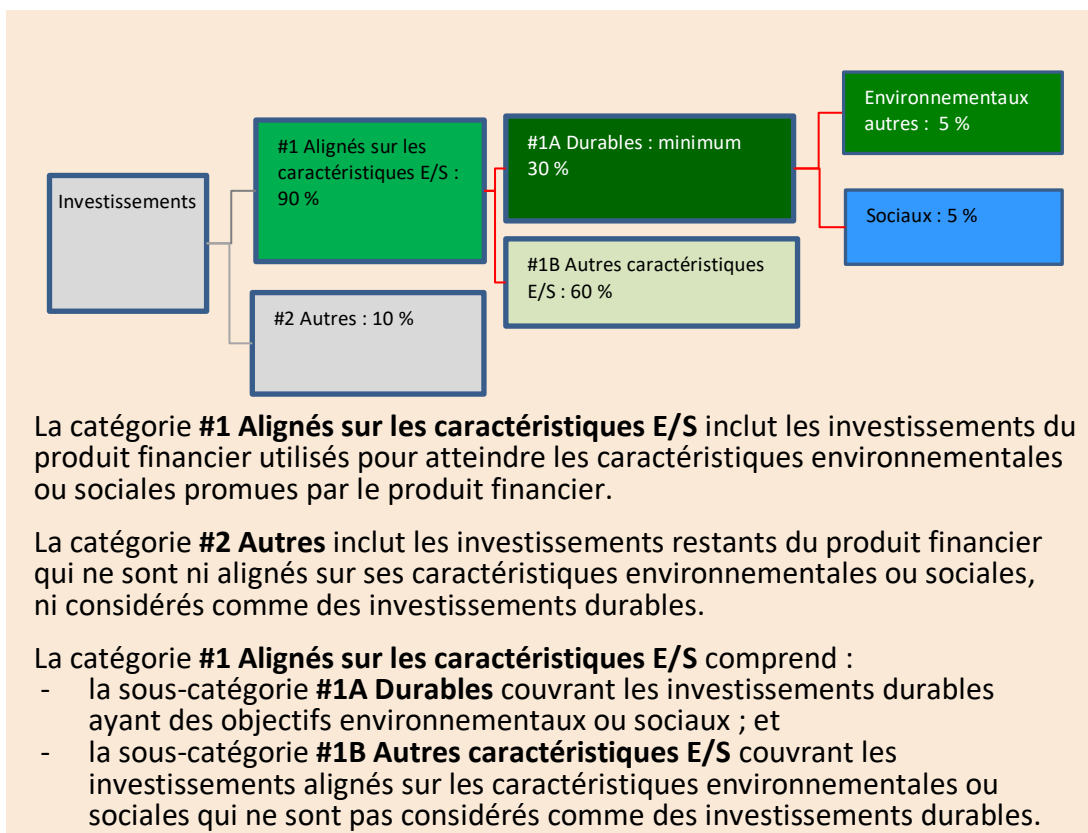 Investissements
#1 Alignés sur les
caractéristiques E/S :
90 %
#2 Autres : 10 %
#1A Durables : minimum
30 %
#1B Autres caractéristiques
E/S : 60 %
Environnementaux
autres :  5 %
Sociaux : 5 %
La catégorie #1 Alignés sur les caractéristiques E/S inclut les investissements du
produit financier utilisés pour atteindre les caractéristiques environnementales
ou sociales promues par le produit financier.
La catégorie #2 Autres inclut les investissements restants du produit financier
qui ne sont ni alignés sur ses caractéristiques environnementales ou sociales,
ni considérés comme des investissements durables.
La catégorie #1 Alignés sur les caractéristiques E/S comprend :
- la sous-catégorie #1A Durables couvrant les investissements durables
ayant des objectifs environnementaux ou sociaux ; et
- la sous-catégorie #1B Autres caractéristiques E/S couvrant les
investissements alignés sur les caractéristiques environnementales ou
sociales qui ne sont pas considérés comme des investissements durables.